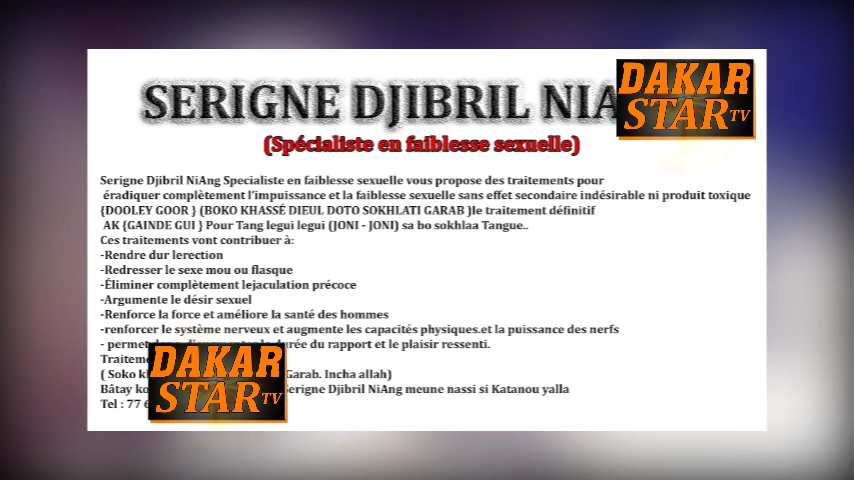 SERIGNE DJIBRIL
DAKAR
STAR TV
(Spécialiste en faiblesse sexuelle)
Serigne Djibril NiAng Specialiste en faiblesse sexuelle vous propose des traitements pour
éradiquer complètement l'impuissance et la faiblesse sexuelle sans effet secondaire indésirable ni produit toxique
{DOOLEY GOOR } (BOKO KHASSÉ DIEUL DOTO SOKHLATI GARAB )le traitement définitif
AK {GAINDE GUI } Pour Tang legui legui (JONI - JONI) sa bo sokhlaa Tangue..
Ces traitements vont contribuer à:
-Rendre dur lerection
-Redresser le sexe mou ou flasque
-Éliminer complètement lejaculation précoce
-Argumente le désir sexuel
-Renforce la force et améliore la santé des hommes
-renforcer le système nerveux et augmente les capacités physiques.et la puissance des nerfs
- durée du rapport et le plaisir ressenti.
( Soko Garab. Incha allah)
Bâtay Serigne Djibril NiAng meune nassi si Katanou yalla
Tel : 77
DAKAR
STAR TV